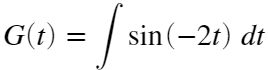 G(t) = ∫ sin(−2t) dt